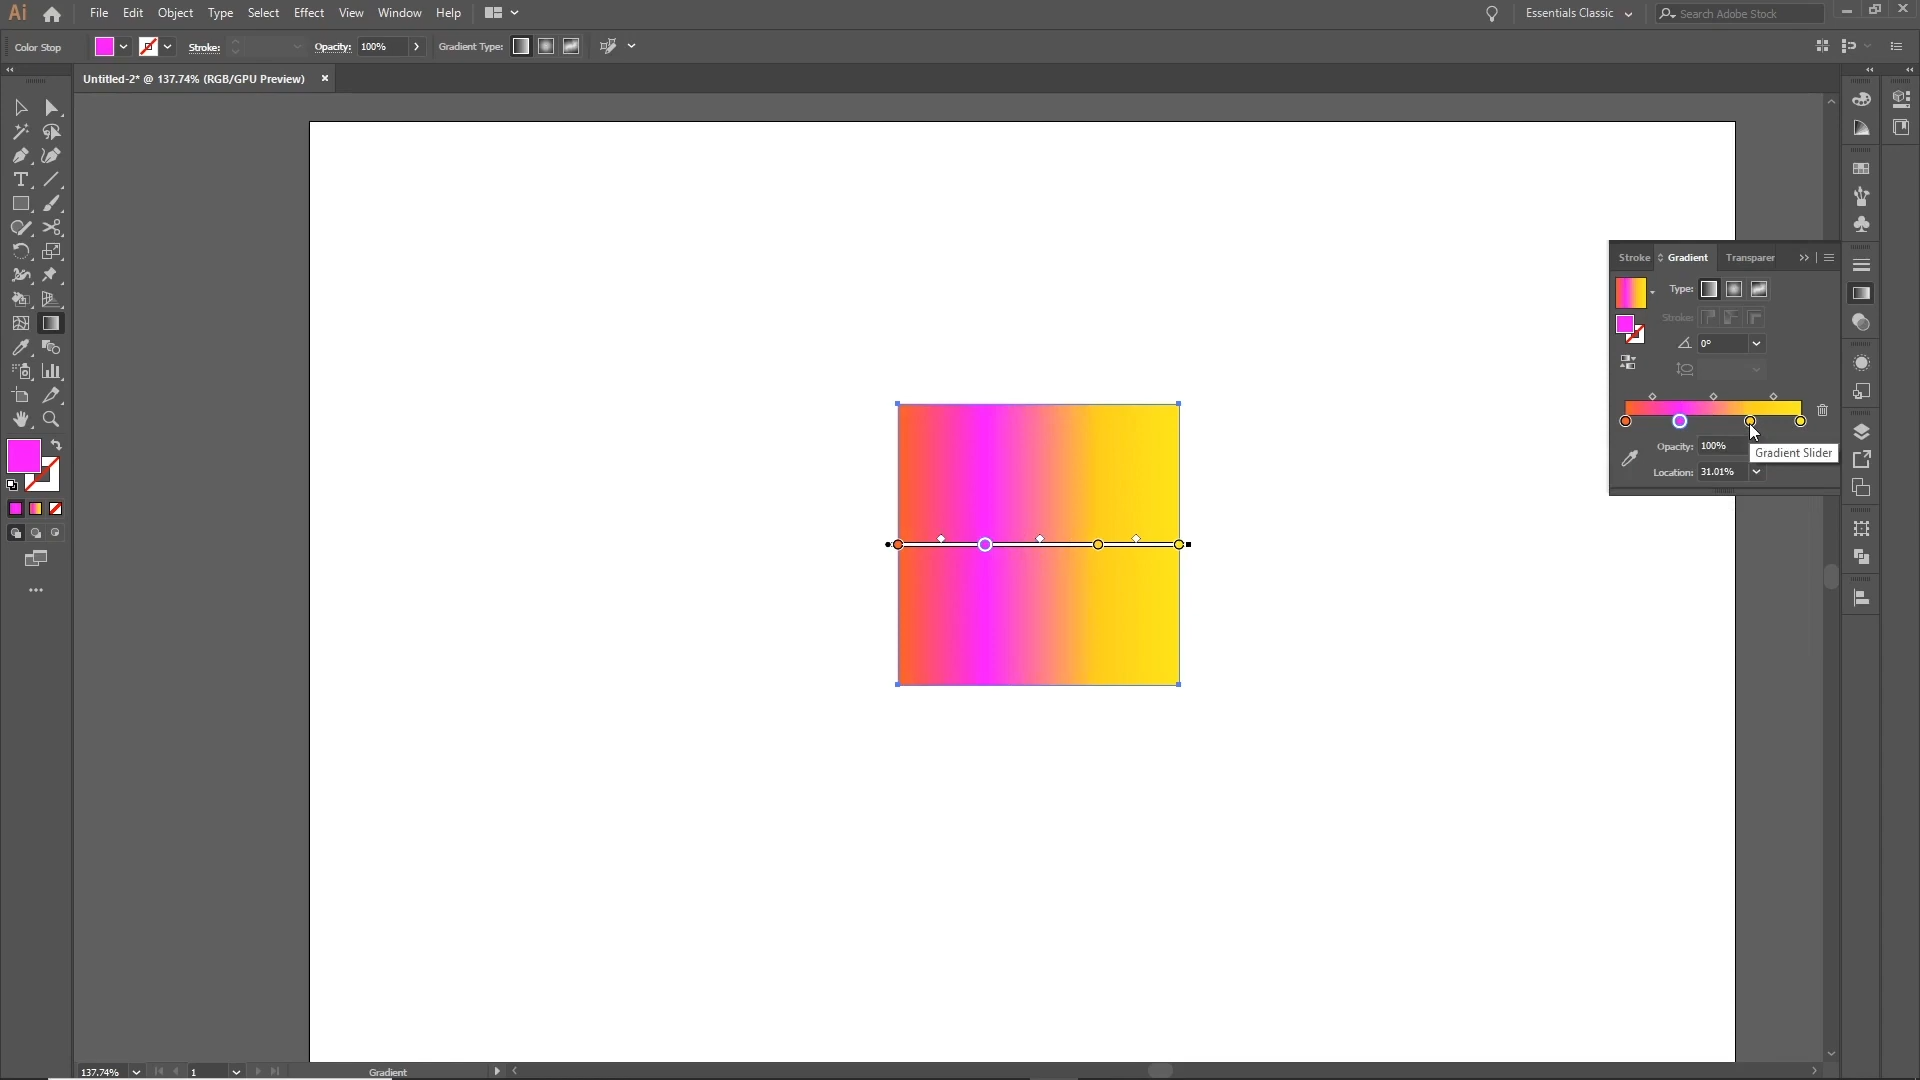 Ai File Edit Object Type Select Effect View Window Help Essentials Classic Search Adobe Stock
Color Stop Stroke: Opacity: 100% Gradient Type:
Untitled-2* @ 137.74% (RGB/GPU Preview)
Stroke Gradient Transparer
Type:
Stroke:
0°
Opacity: 100%
Gradient Slider
Location: 31.01%
137.74% 1 Gradient